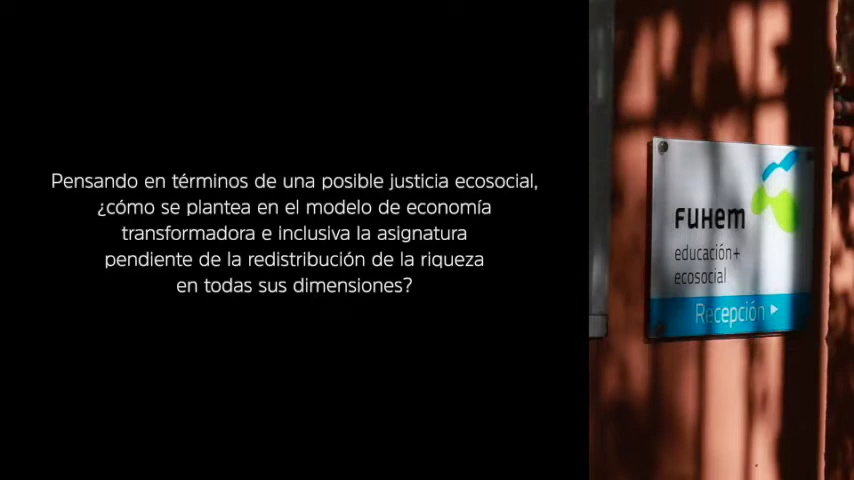 Pensando en términos de una posible justicia ecosocial,
¿cómo se plantea en el modelo de economía
transformadora e inclusiva la asignatura
pendiente de la redistribución de la riqueza
en todas sus dimensiones?
FUHem
educación+
ecosocial
Recepción